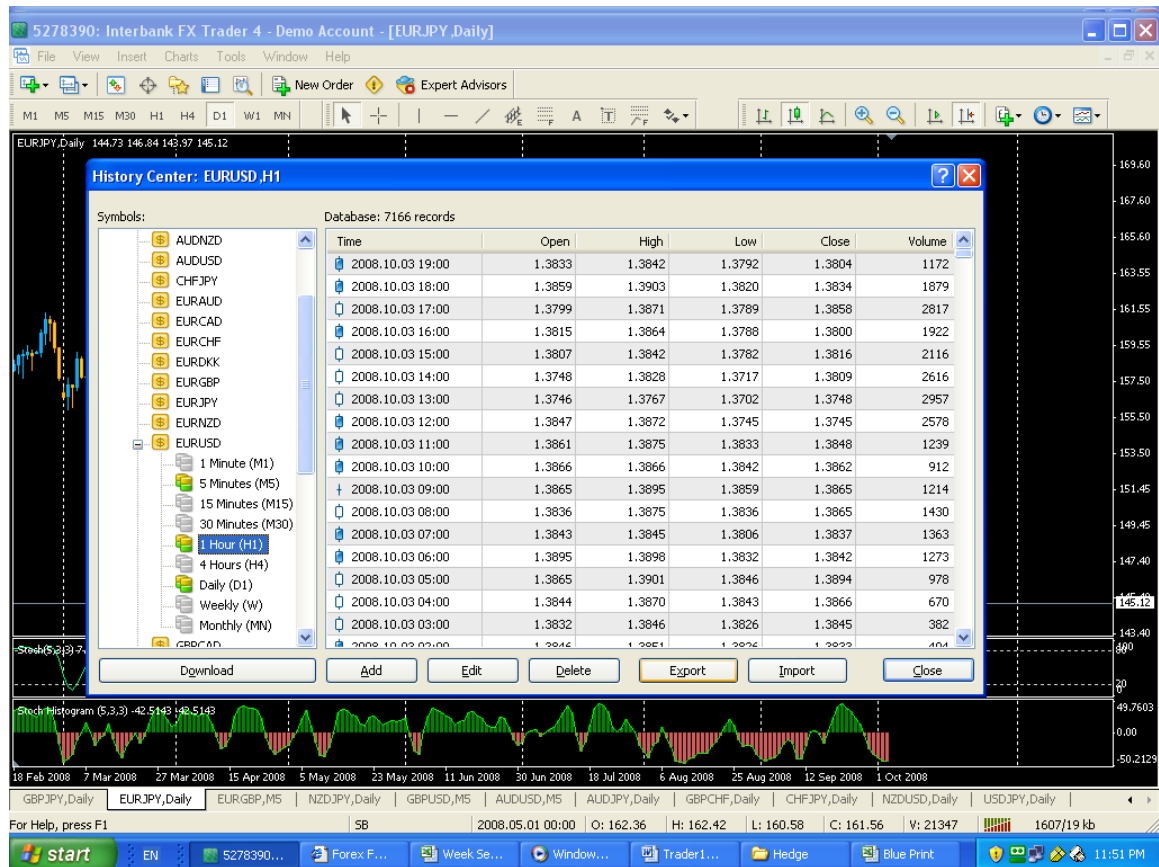 5278390: Interbank FX Trader 4 - Demo Account - [EURJPY,Daily]
File View Insert Charts Tools Window Help
New Order Expert Advisors
M1 M5 M15 M30 H1 H4 D1 W1 MN
EURJPY,Daily 144.73 146.84 143.97 145.12
History Center: EURUSD,H1
Symbols: Database: 7166 records
Time Open High Low Close Volume
2008.10.03 19:00 1.3833 1.3842 1.3792 1.3804 1172
2008.10.03 18:00 1.3859 1.3903 1.3820 1.3834 1879
2008.10.03 17:00 1.3799 1.3871 1.3789 1.3858 2817
2008.10.03 16:00 1.3815 1.3864 1.3788 1.3800 1922
2008.10.03 15:00 1.3807 1.3842 1.3782 1.3816 2116
2008.10.03 14:00 1.3748 1.3828 1.3717 1.3809 2616
2008.10.03 13:00 1.3746 1.3767 1.3702 1.3748 2957
2008.10.03 12:00 1.3847 1.3872 1.3745 1.3745 2578
2008.10.03 11:00 1.3861 1.3875 1.3833 1.3848 1239
2008.10.03 10:00 1.3866 1.3866 1.3842 1.3862 912
2008.10.03 09:00 1.3865 1.3895 1.3859 1.3865 1214
2008.10.03 08:00 1.3836 1.3875 1.3836 1.3865 1430
2008.10.03 07:00 1.3843 1.3845 1.3806 1.3837 1363
2008.10.03 06:00 1.3895 1.3898 1.3832 1.3842 1273
2008.10.03 05:00 1.3865 1.3901 1.3846 1.3894 978
2008.10.03 04:00 1.3844 1.3870 1.3843 1.3866 670
2008.10.03 03:00 1.3832 1.3846 1.3826 1.3845 382
AUDNZD
AUDUSD
CHFJPY
EURAUD
EURCAD
EURCHF
EURDKK
EURGBP
EURJPY
EURNZD
EURUSD
1 Minute (M1)
5 Minutes (M5)
15 Minutes (M15)
30 Minutes (M30)
1 Hour (H1)
4 Hours (H4)
Daily (D1)
Weekly (W)
Monthly (MN)
GBPCAD
Download Add Edit Delete Export Import Close
169.60
167.60
165.60
163.55
161.55
159.55
157.50
155.50
153.50
151.45
149.45
147.40
145.12
143.40
20
Stoch Histogram (5,3,3) -42.5143 -42.5143
49.7603
0.00
-50.2129
18 Feb 2008 7 Mar 2008 27 Mar 2008 15 Apr 2008 5 May 2008 23 May 2008 11 Jun 2008 30 Jun 2008 18 Jul 2008 6 Aug 2008 25 Aug 2008 12 Sep 2008 1 Oct 2008
GBPJPY,Daily EURJPY,Daily EURGBP,M5 NZDJPY,Daily GBPUSD,M5 AUDUSD,M5 AUDJPY,Daily GBPCHF,Daily CHFJPY,Daily NZDUSD,Daily USDJPY,Daily
For Help, press F1 SB 2008.05.01 00:00 O: 162.36 H: 162.42 L: 160.58 C: 161.56 V: 21347 1607/19 kb
start EN 5278390... Forex F... Week Se... Window... Trader1... Hedge Blue Print 11:51 PM